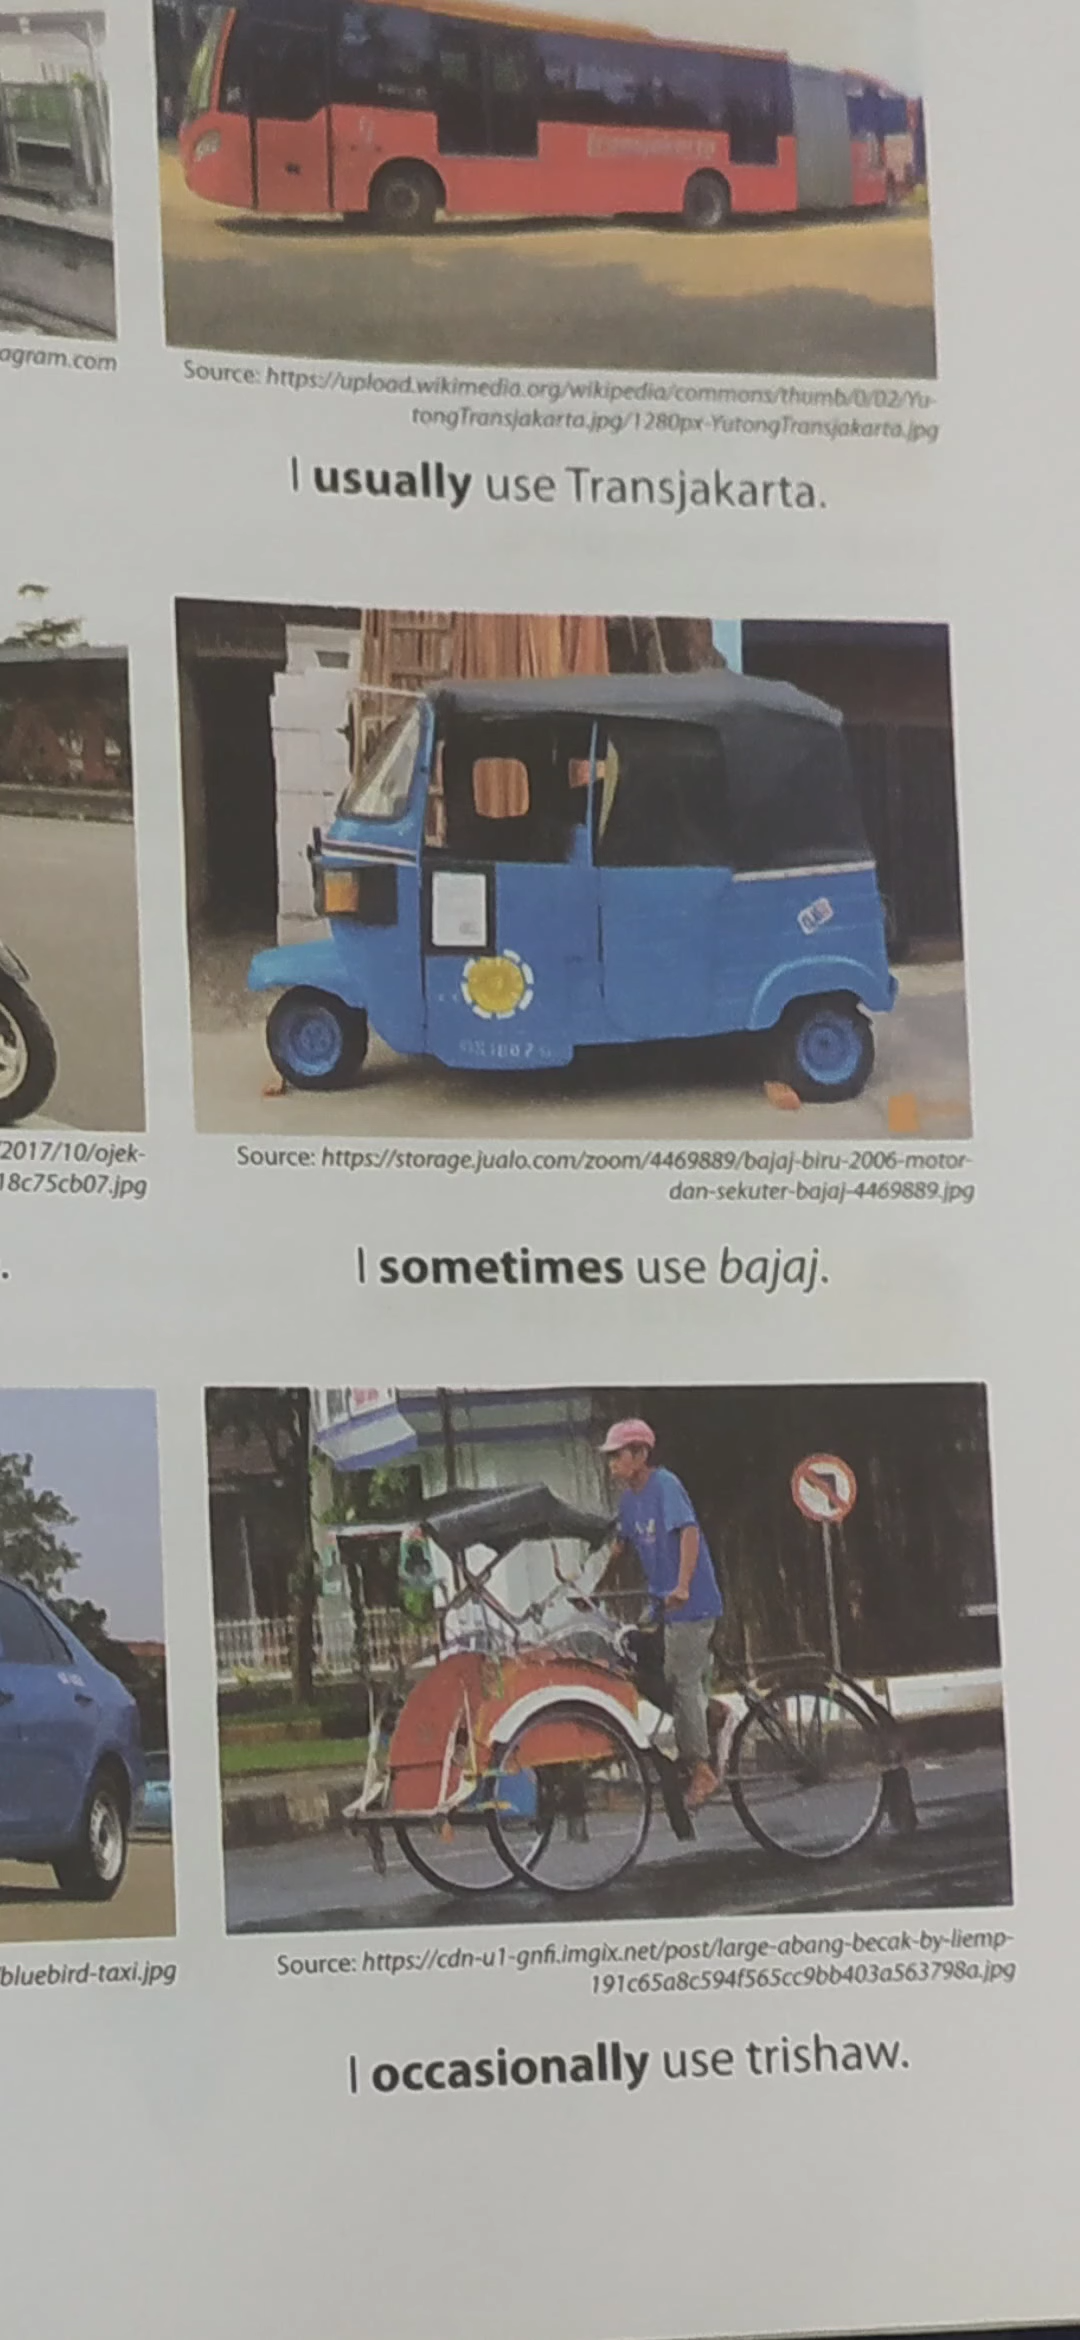 agram.com
Source: https://upload.wikimedia.org/wikipedia/commons/thumb/0/02/Yu-
tongTransjakarta.jpg/1280px-YutongTransjakarta.jpg
I usually use Transjakarta.
2017/10/ojek-
18c75cb07.jpg
Source: https://storage.jualo.com/zoom/4469889/bajaj-biru-2006-motor-
dan-sekuter-bajaj-4469889.jpg
.
I sometimes use bajaj.
bluebird-taxi.jpg
Source: https://cdn-u1-gnfi.imgix.net/post/large-abang-becak-by-liemp-
191c65a8c594f565cc9bb403a563798a.jpg
I occasionally use trishaw.